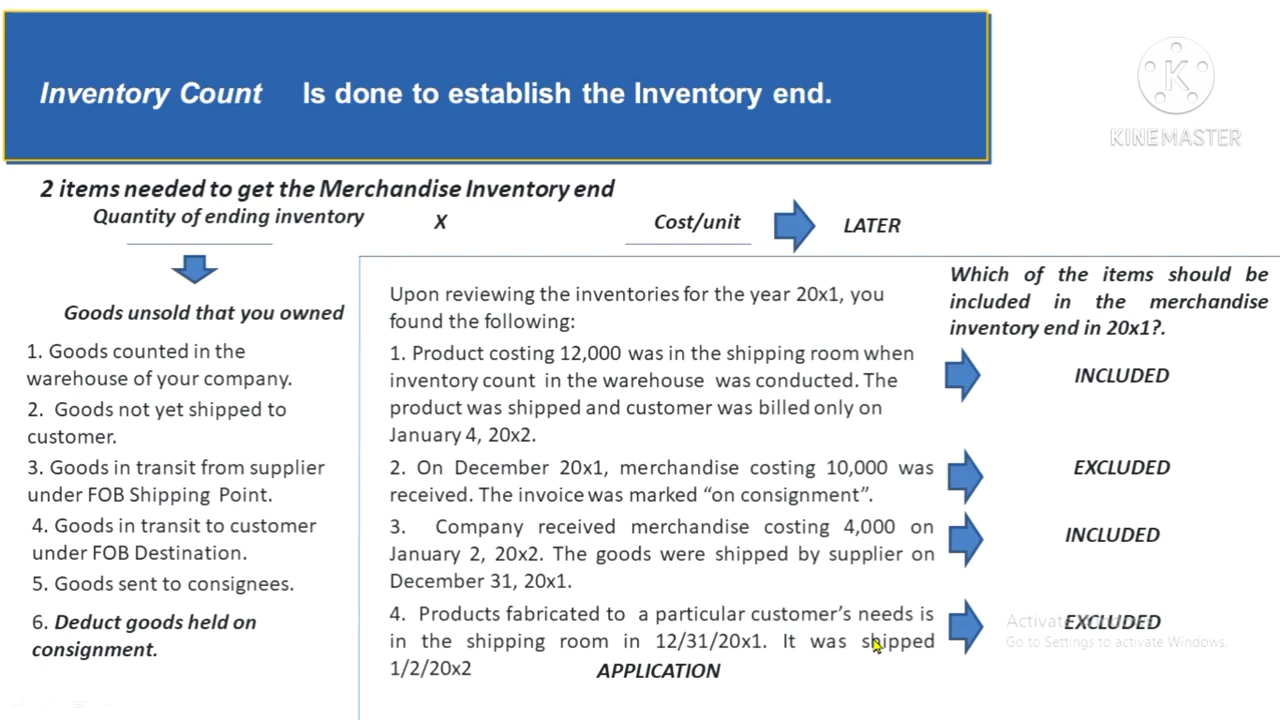 Inventory Count Is done to establish the Inventory end.
KINEMASTER
2 items needed to get the Merchandise Inventory end
Quantity of ending inventory X Cost/unit LATER
Goods unsold that you owned
1. Goods counted in the
warehouse of your company.
2. Goods not yet shipped to
customer.
3. Goods in transit from supplier
under FOB Shipping Point.
4. Goods in transit to customer
under FOB Destination.
5. Goods sent to consignees.
6. Deduct goods held on
consignment.
Upon reviewing the inventories for the year 20x1, you
found the following:
1. Product costing 12,000 was in the shipping room when
inventory count in the warehouse was conducted. The
product was shipped and customer was billed only on
January 4, 20x2.
2. On December 20x1, merchandise costing 10,000 was
received. The invoice was marked “on consignment”.
3. Company received merchandise costing 4,000 on
January 2, 20x2. The goods were shipped by supplier on
December 31, 20x1.
4. Products fabricated to a particular customer’s needs is
in the shipping room in 12/31/20x1. It was shipped
1/2/20x2
APPLICATION
Which of the items should be
included in the merchandise
inventory end in 20x1?.
INCLUDED
EXCLUDED
INCLUDED
EXCLUDED
Activate Windows
Go to Settings to activate Windows.